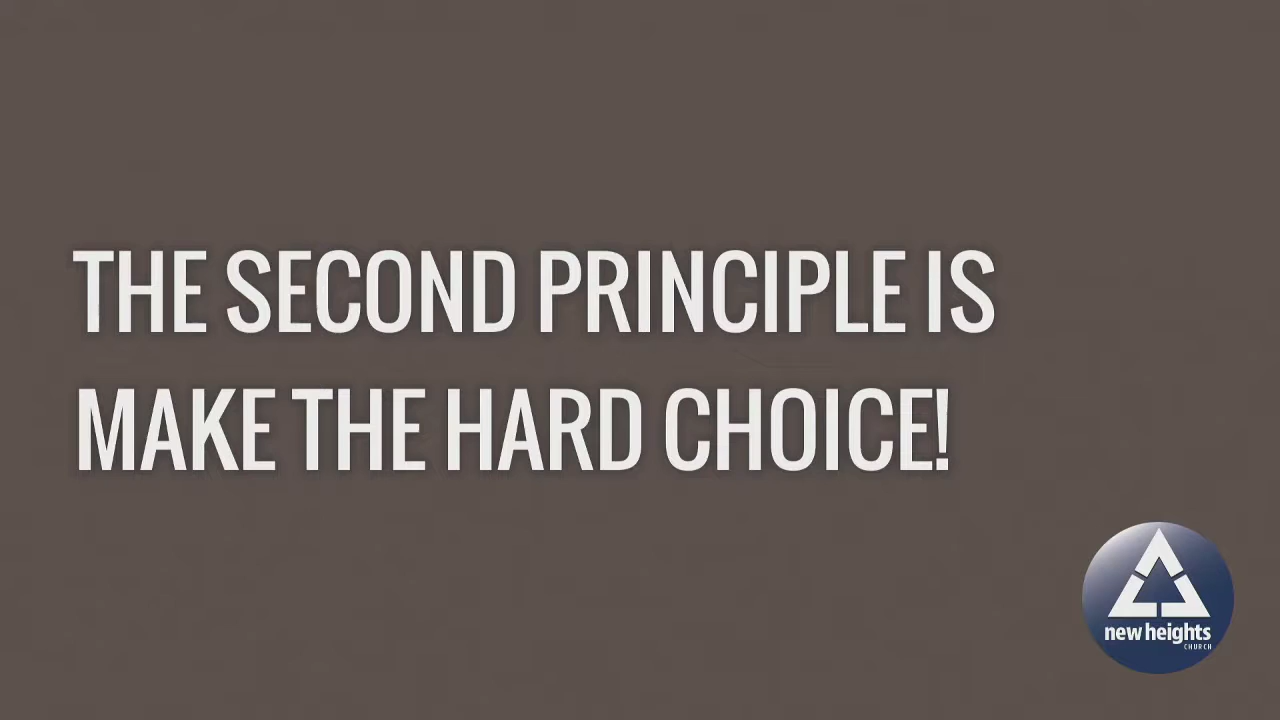 THE SECOND PRINCIPLE IS
MAKE THE HARD CHOICE!
new heights
CHURCH